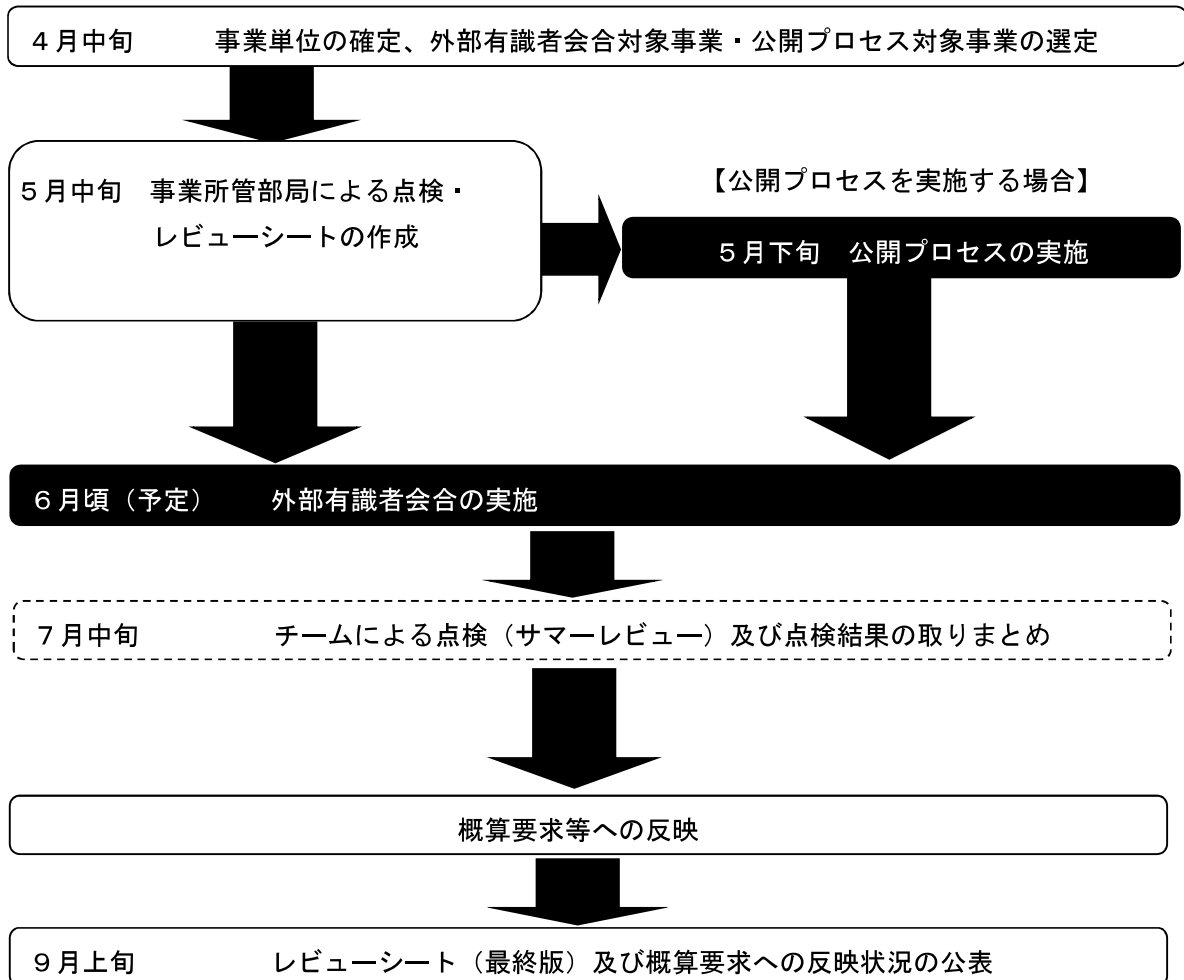 ４月中旬　事業単位の確定、外部有識者会合対象事業・公開プロセス対象事業の選定
５月中旬　事業所管部局による点検・
レビューシートの作成
【公開プロセスを実施する場合】
５月下旬　公開プロセスの実施
６月頃（予定）　外部有識者会合の実施
７月中旬　チームによる点検（サマーレビュー）及び点検結果の取りまとめ
概算要求等への反映
９月上旬　レビューシート（最終版）及び概算要求への反映状況の公表